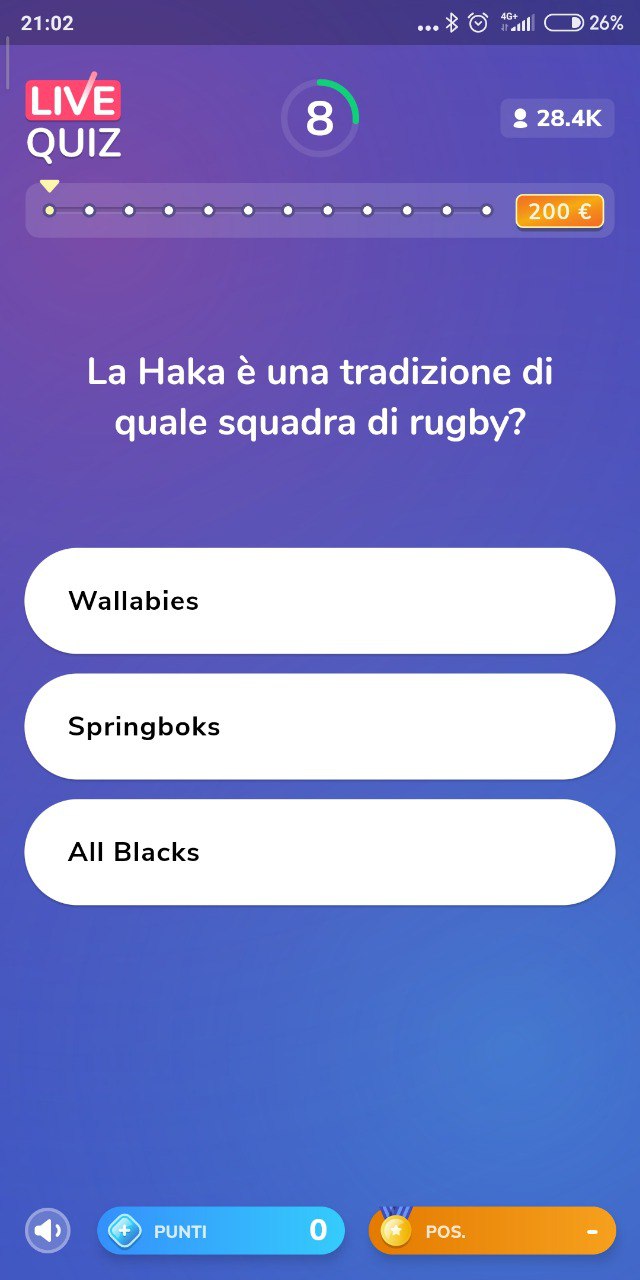 21:02
4G+
26%
LIVE
QUIZ
8
28.4K
200 €
La Haka è una tradizione di
quale squadra di rugby?
Wallabies
Springboks
All Blacks
PUNTI
0
POS.
-